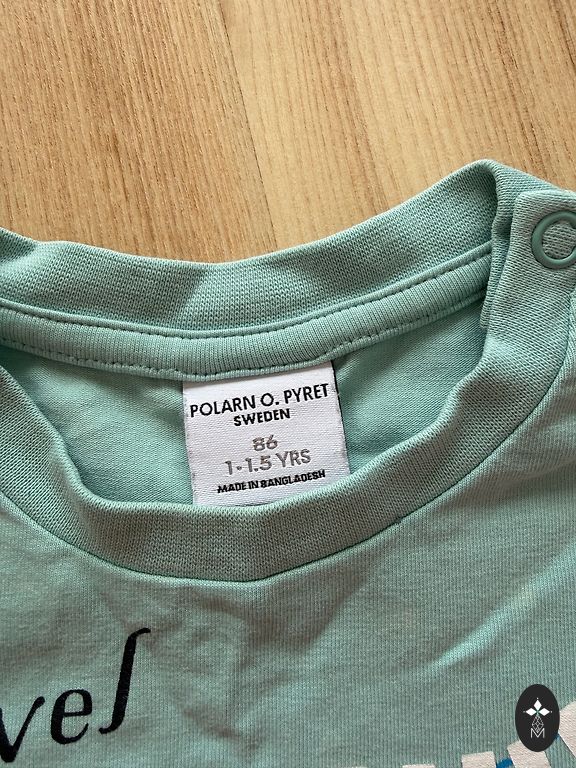 POLARN O. PYRET
SWEDEN
86
1-1.5 YRS
MADE IN BANGLADESH